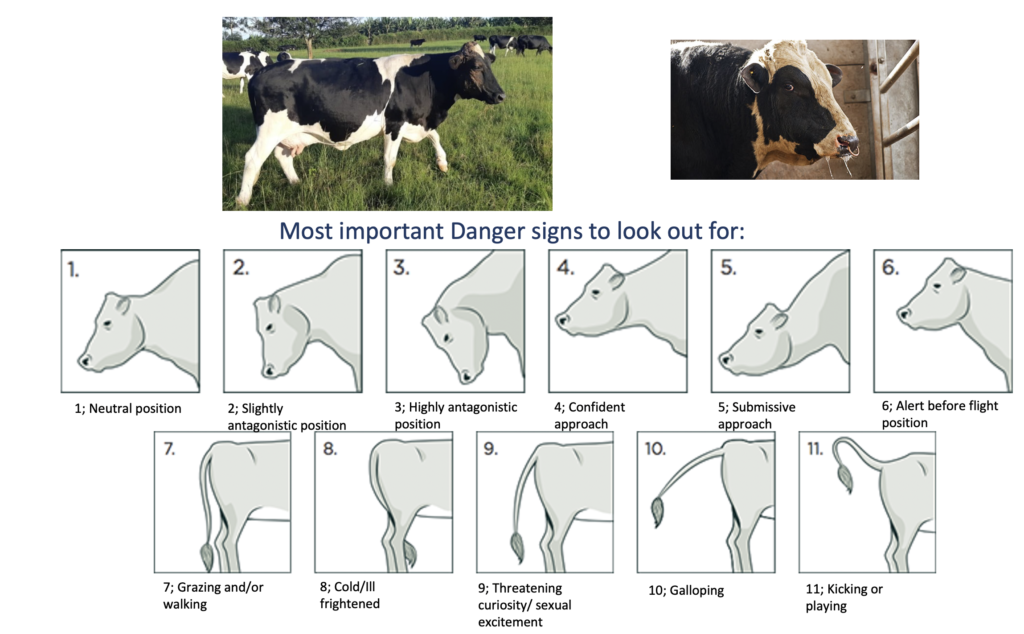 Most important Danger signs to look out for:
1.
2.
3.
4.
5.
6.
1; Neutral position
2; Slightly
antagonistic position
3; Highly antagonistic
position
4; Confident
approach
5; Submissive
approach
6; Alert before flight
position
7.
8.
9.
10.
11.
7; Grazing and/or
walking
8; Cold/Ill
frightened
9; Threatening
curiosity/ sexual
excitement
10; Galloping
11; Kicking or
playing